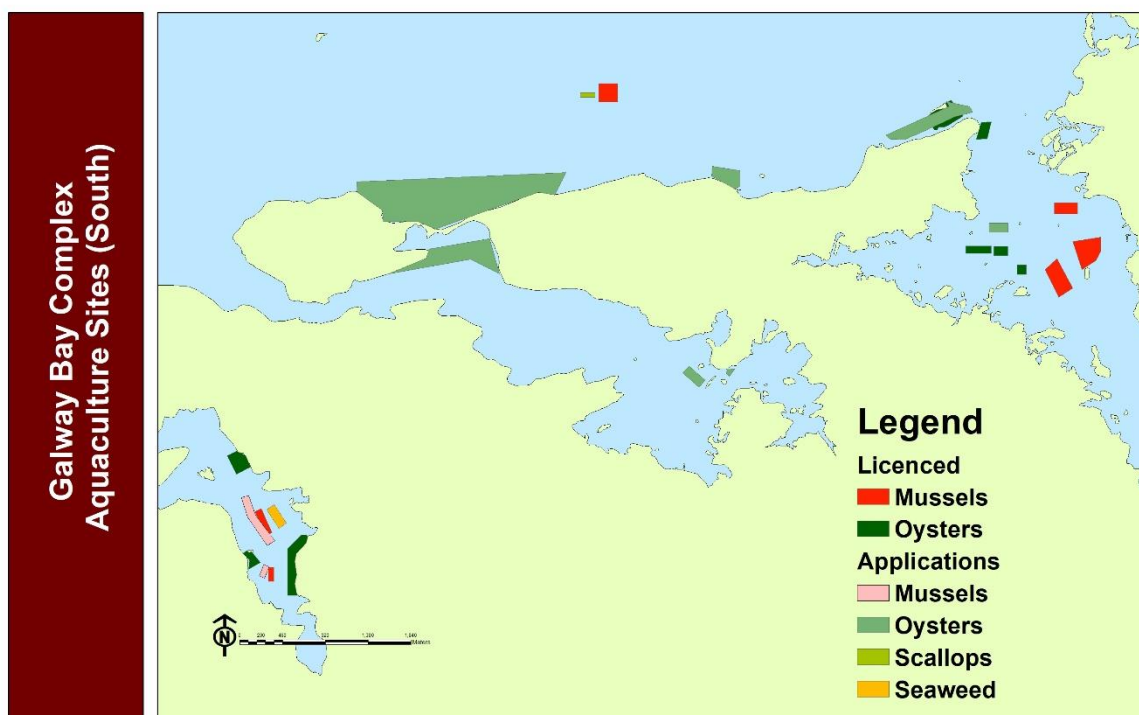 Galway Bay Complex
Aquaculture Sites (South)
Legend
Licenced
Mussels
Oysters
Applications
Mussels
Oysters
Scallops
Seaweed
N